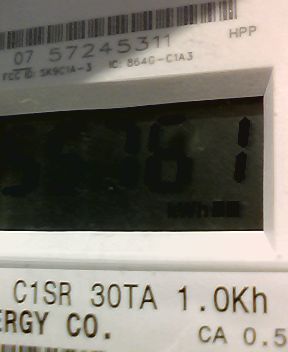 07 57245311
HPP
FCC ID: SK9C1A-3 IC: 864G-C1A3
kWh
C1SR 30TA 1.0Kh
ERGY CO.
CA 0.5